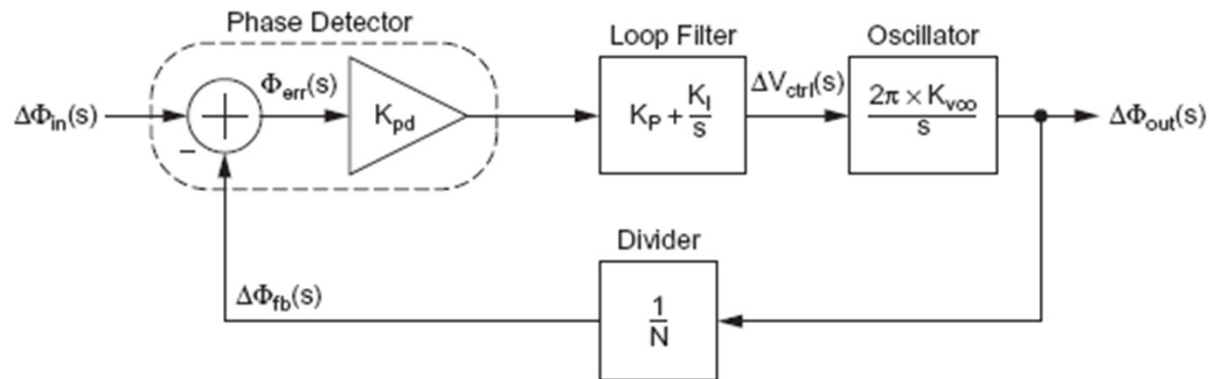 Phase Detector
Loop Filter
Oscillator
ΔΦin(s)
+
−
Φerr(s)
Kpd
KP + KI/s
ΔVctrl(s)
2π × Kvco/s
ΔΦout(s)
Divider
ΔΦfb(s)
1/N